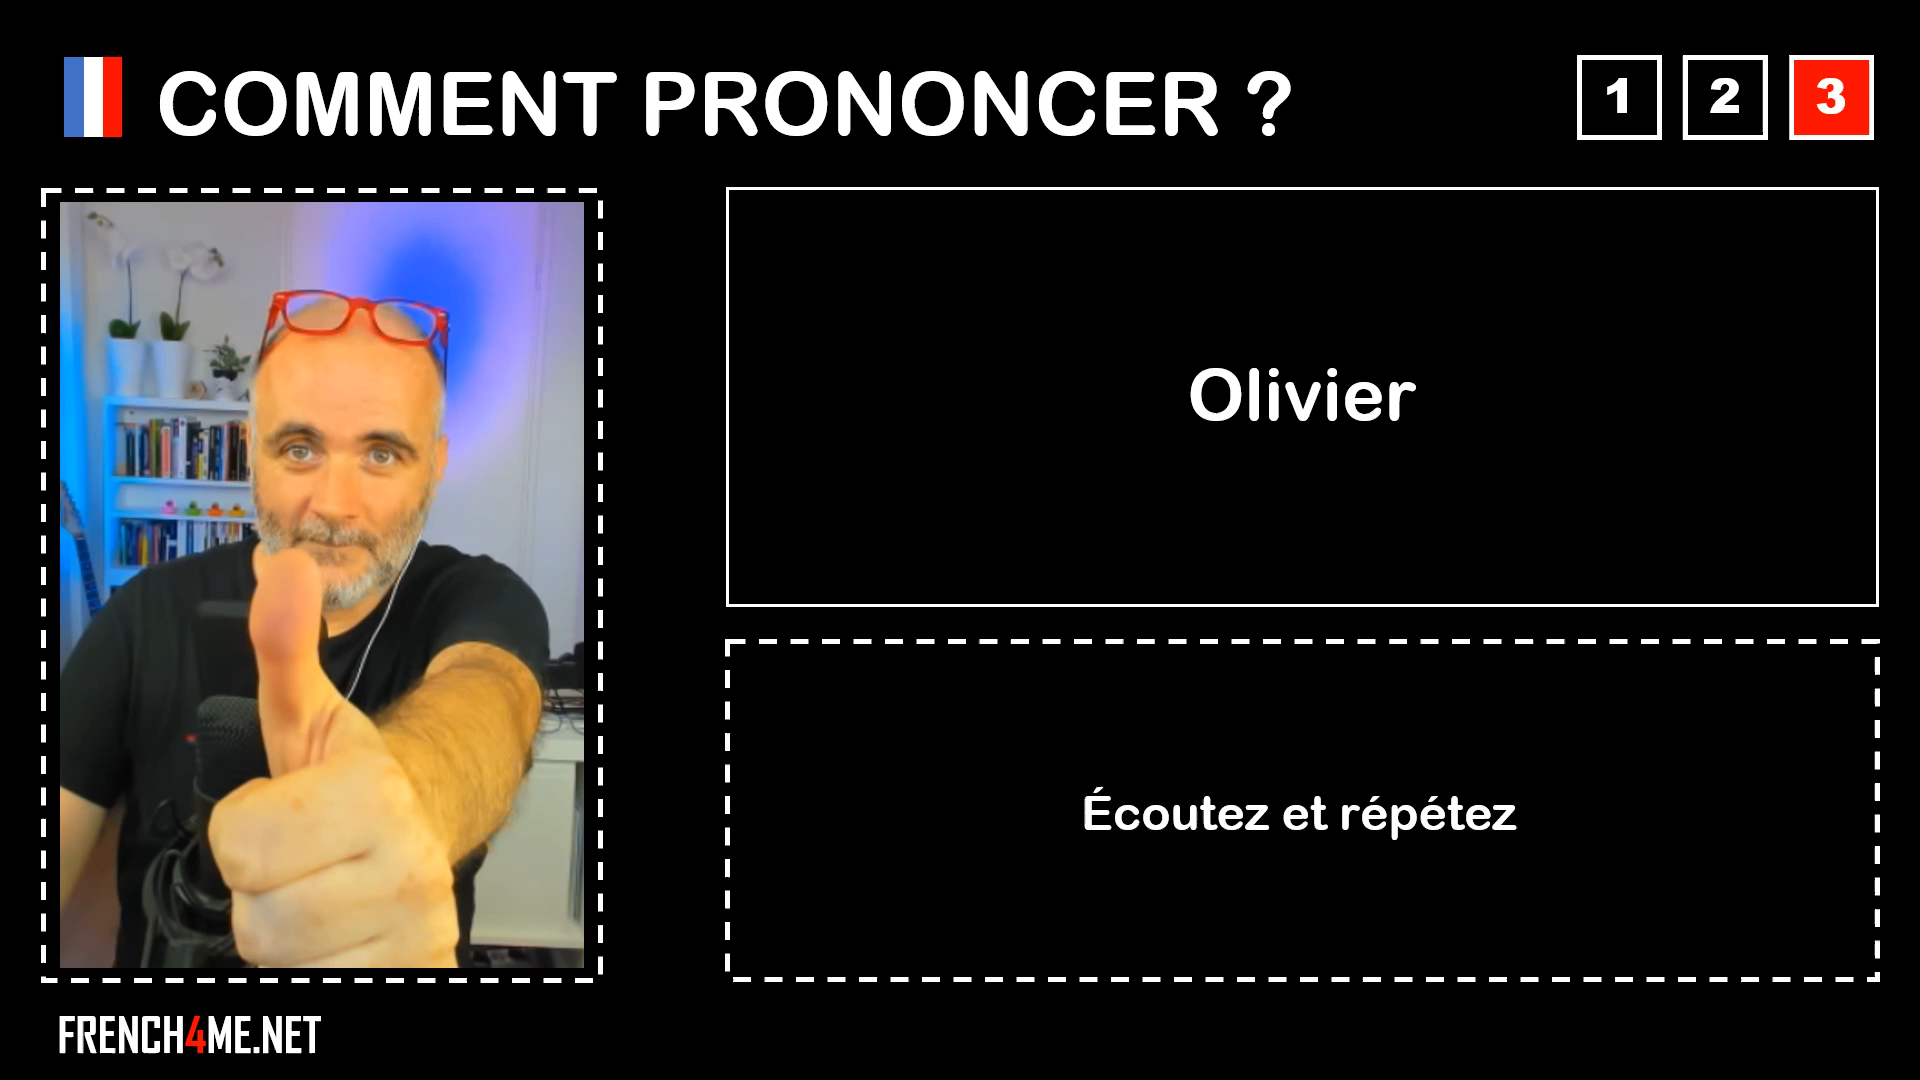 COMMENT PRONONCER ?
1 2 3
Olivier
Écoutez et répétez
FRENCH4ME.NET